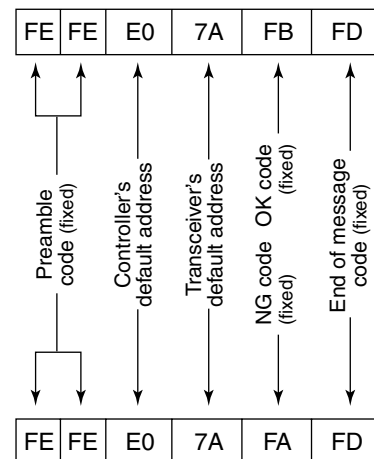 FE FE E0 7A FB FD
Preamble
code (fixed)
Controller's
default address
Transceiver's
default address
OK code
(fixed)
NG code
(fixed)
End of message
code (fixed)
FE FE E0 7A FA FD